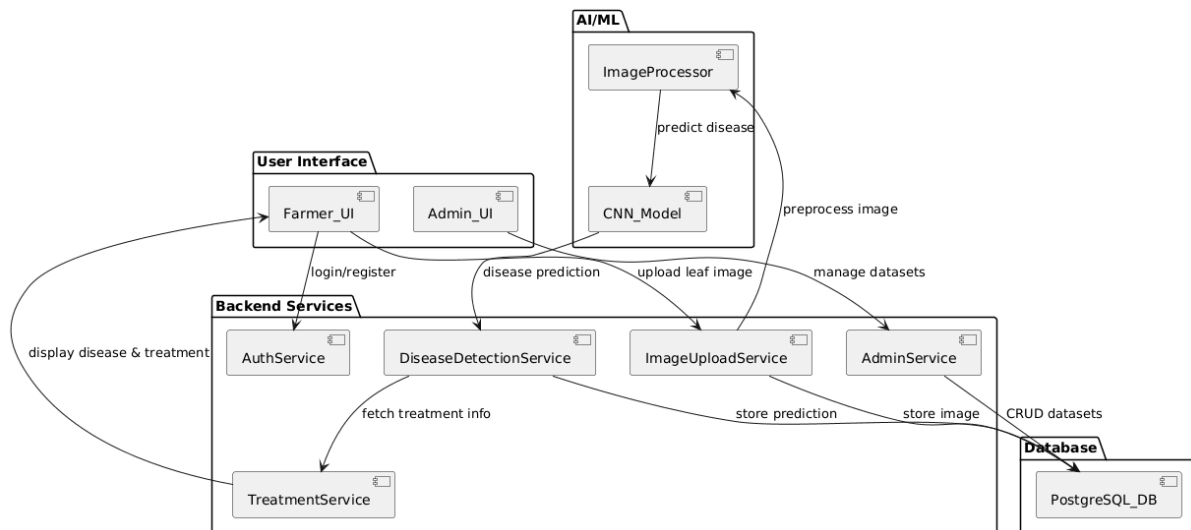 AI/ML
ImageProcessor
predict disease
User Interface
Farmer_UI
Admin_UI
CNN_Model
preprocess image
login/register
disease prediction
upload leaf image
manage datasets
Backend Services
AuthService
DiseaseDetectionService
ImageUploadService
AdminService
display disease & treatment
fetch treatment info
store prediction
store image
CRUD datasets
Database
TreatmentService
PostgreSQL_DB